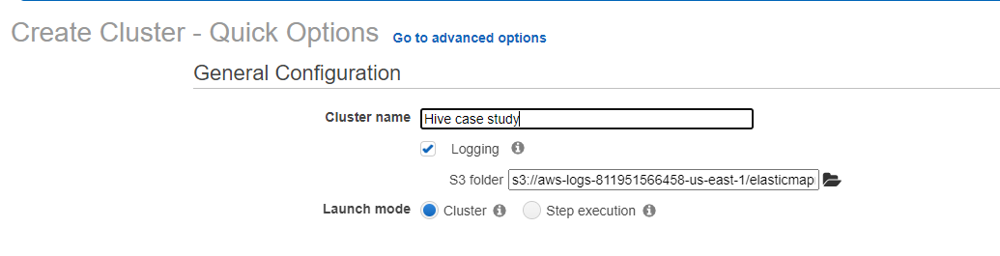 Create Cluster - Quick Options Go to advanced options
General Configuration
Cluster name Hive case study
Logging
S3 folder s3://aws-logs-811951566458-us-east-1/elasticmap
Launch mode Cluster Step execution